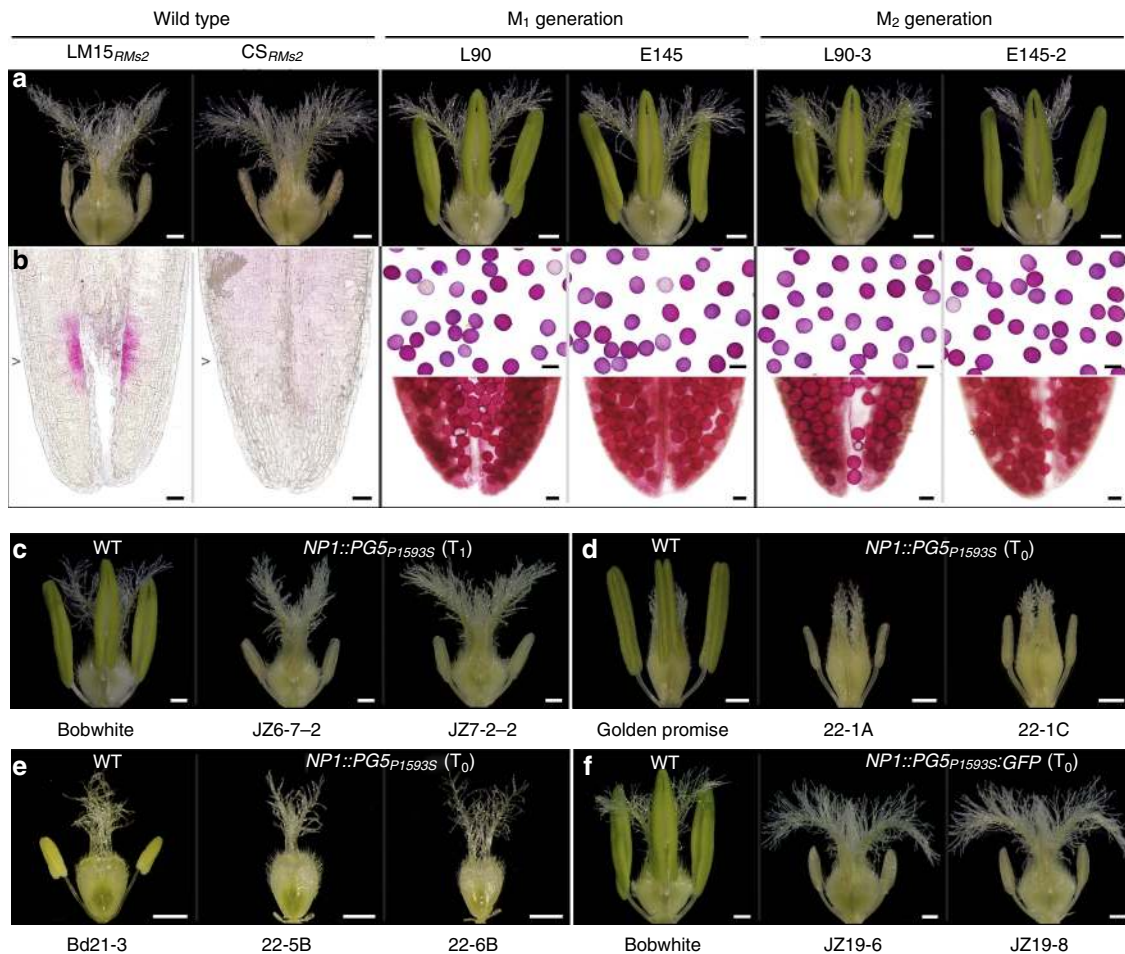 Wild type M₁ generation M₂ generation
LM15RMs2 CSRMs2 L90 E145 L90-3 E145-2
a
b
> >
c WT NP1::PG5P1593S (T₁) d WT NP1::PG5P1593S (T₀)
Bobwhite JZ6-7–2 JZ7-2–2 Golden promise 22-1A 22-1C
e WT NP1::PG5P1593S (T₀) f WT NP1::PG5P1593S:GFP (T₀)
Bd21-3 22-5B 22-6B Bobwhite JZ19-6 JZ19-8